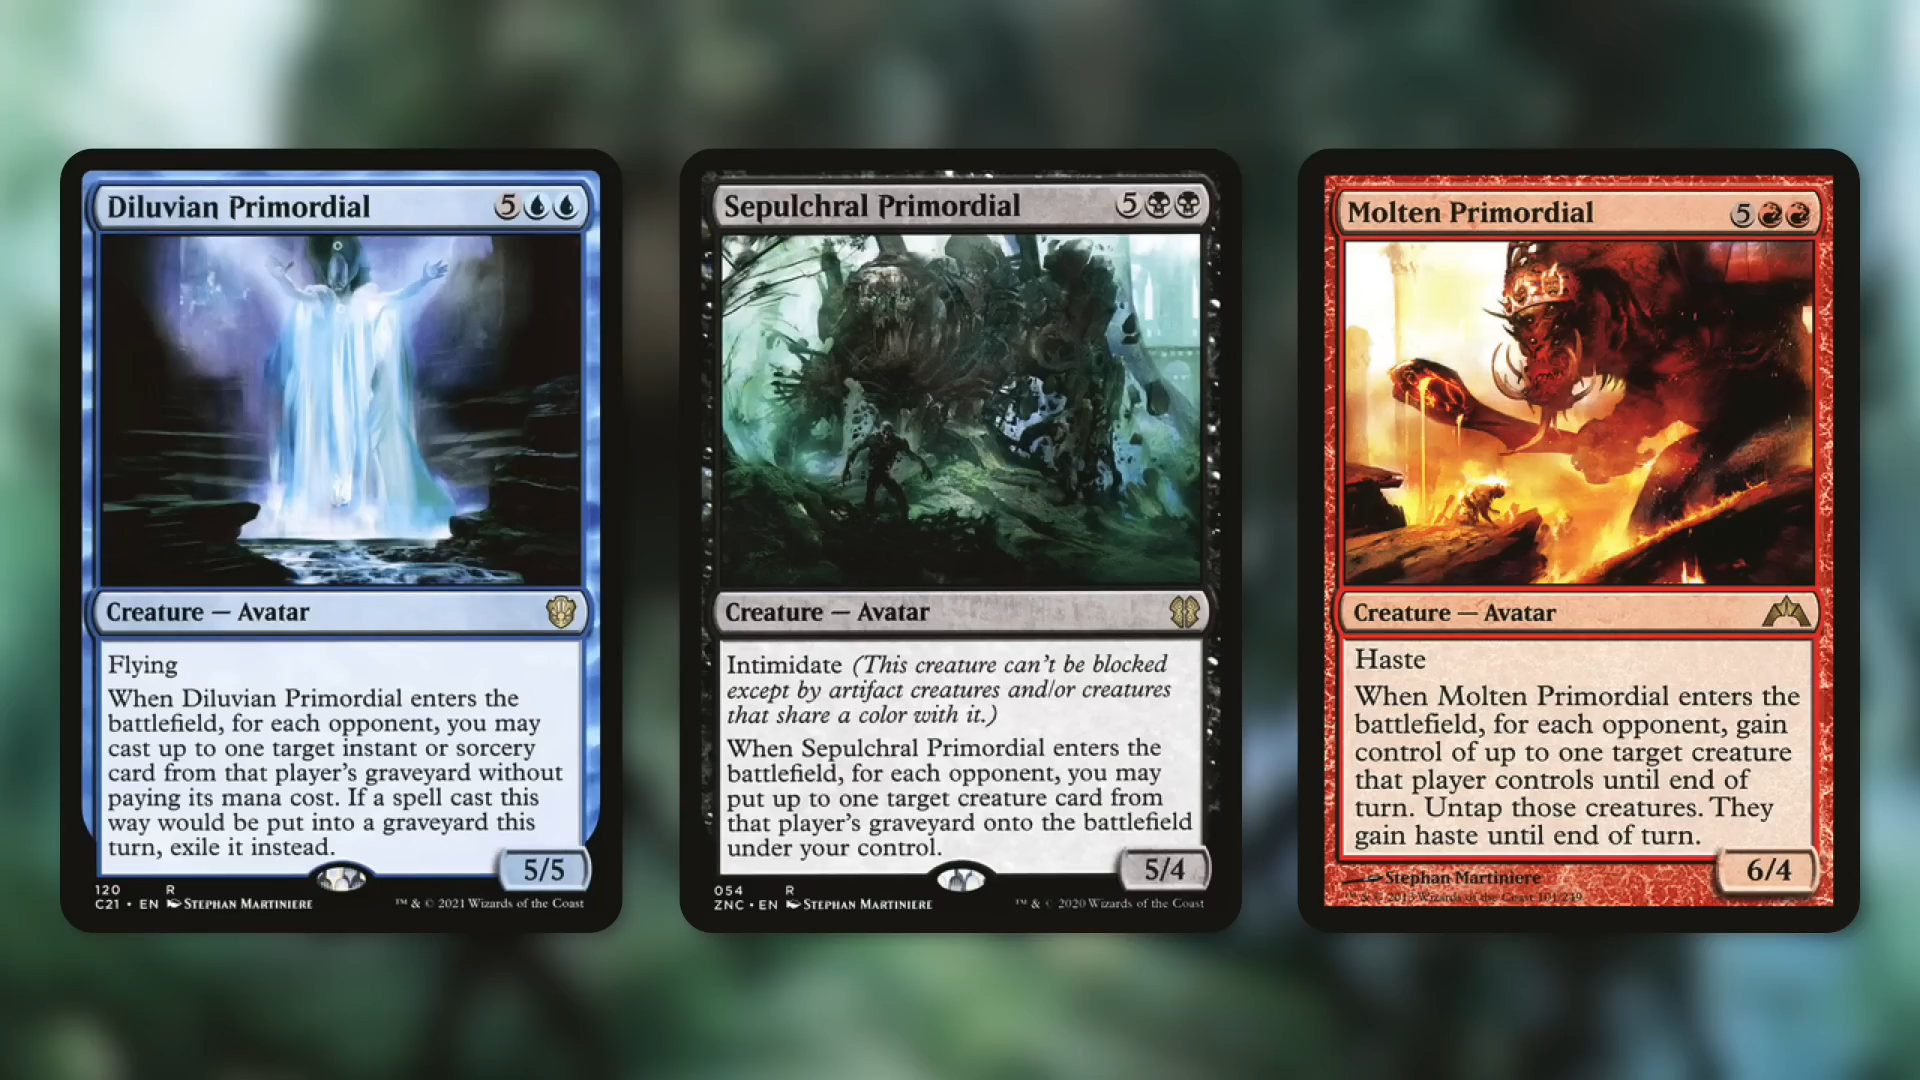 Diluvian Primordial 5
Creature — Avatar
Flying
When Diluvian Primordial enters the
battlefield, for each opponent, you may
cast up to one target instant or sorcery
card from that player's graveyard without
paying its mana cost. If a spell cast this
way would be put into a graveyard this
turn, exile it instead.
5/5
120 R
C21 • EN STEPHAN MARTINIERE
™ & © 2021 Wizards of the Coast
Sepulchral Primordial 5
Creature — Avatar
Intimidate (This creature can't be blocked
except by artifact creatures and/or creatures
that share a color with it.)
When Sepulchral Primordial enters the
battlefield, for each opponent, you may
put up to one target creature card from
that player's graveyard onto the battlefield
under your control.
5/4
054 R
ZNC • EN STEPHAN MARTINIERE
™ & © 2020 Wizards of the Coast
Molten Primordial 5
Creature — Avatar
Haste
When Molten Primordial enters the
battlefield, for each opponent, gain
control of up to one target creature
that player controls until end of
turn. Untap those creatures. They
gain haste until end of turn.
6/4
Stephan Martiniere
™ & © 2013 Wizards of the Coast 101/249